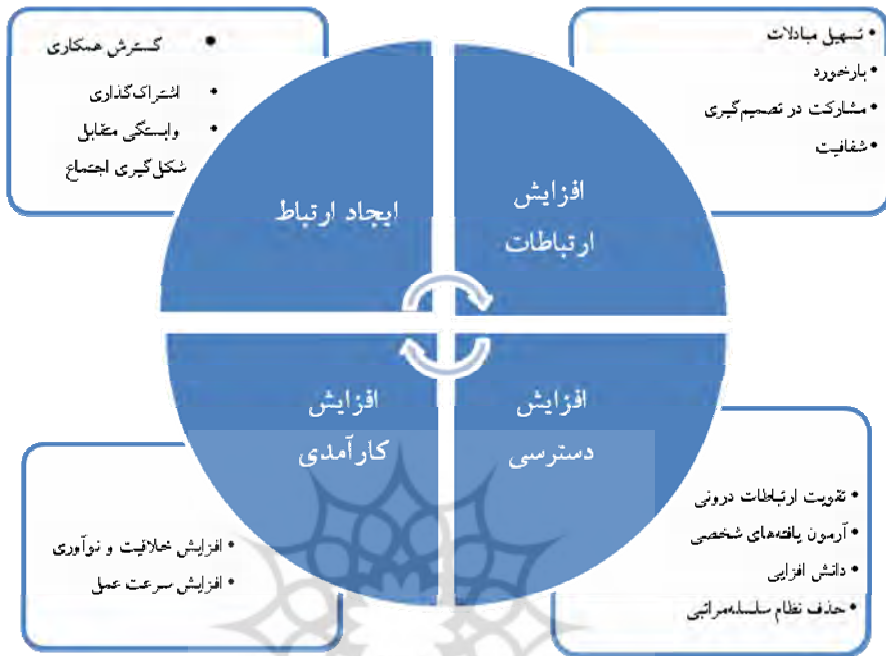 • تسهیل مبادلات
• بازخورد
• مشارکت در تصمیم‌گیری
• شفافیت
• گسترش همکاری
• اشتراک‌گذاری
• وابستگی متقابل
شکل‌گیری اجتماع
افزایش
ارتباطات
ایجاد ارتباط
افزایش
دسترسی
افزایش
کارآمدی
• تقویت ارتباطات درونی
• آزمون یافته‌های شخصی
• دانش افزایی
• حذف نظام سلسله‌مراتبی
• افزایش خلاقیت و نوآوری
• افزایش سرعت عمل